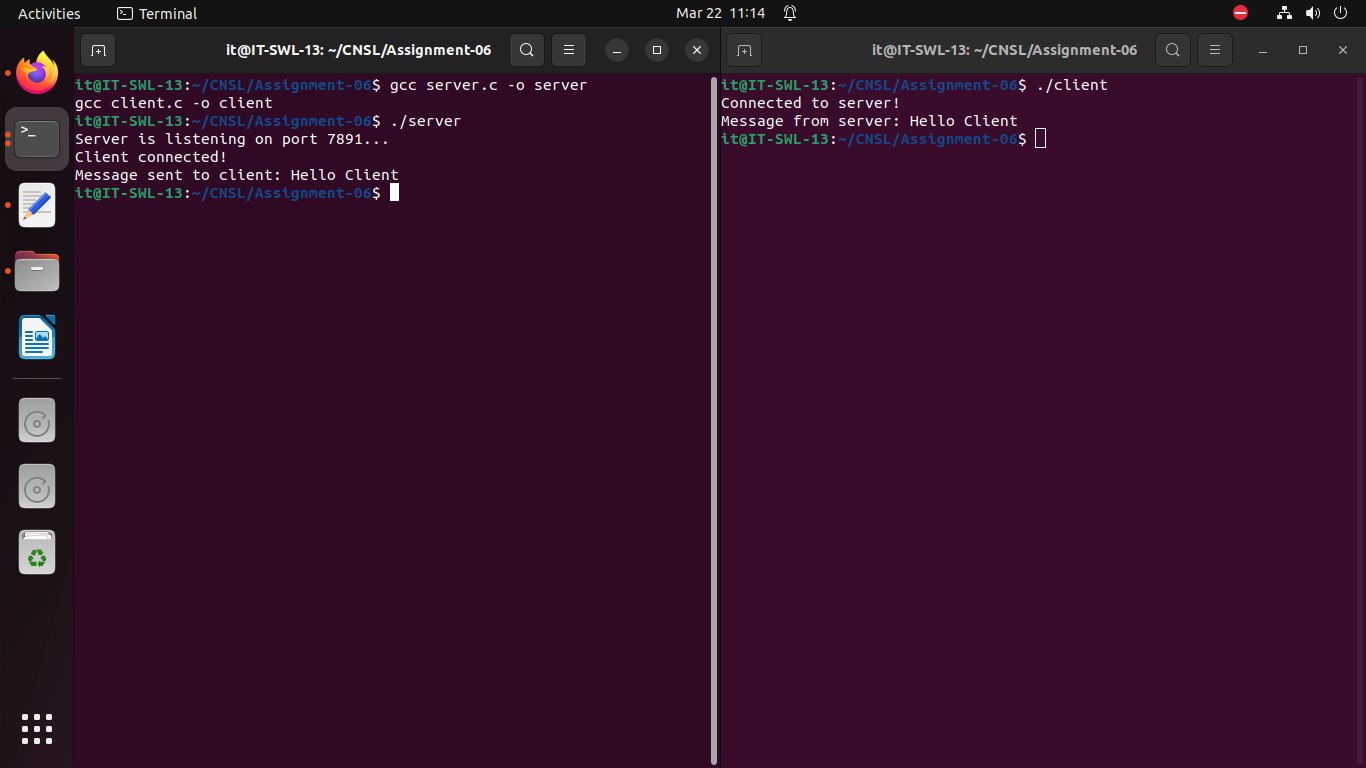 Activities
Terminal
Mar 22 11:14
it@IT-SWL-13: ~/CNSL/Assignment-06
it@IT-SWL-13:~/CNSL/Assignment-06$ gcc server.c -o server
gcc client.c -o client
it@IT-SWL-13:~/CNSL/Assignment-06$ ./server
Server is listening on port 7891...
Client connected!
Message sent to client: Hello Client
it@IT-SWL-13:~/CNSL/Assignment-06$
it@IT-SWL-13: ~/CNSL/Assignment-06
it@IT-SWL-13:~/CNSL/Assignment-06$ ./client
Connected to server!
Message from server: Hello Client
it@IT-SWL-13:~/CNSL/Assignment-06$